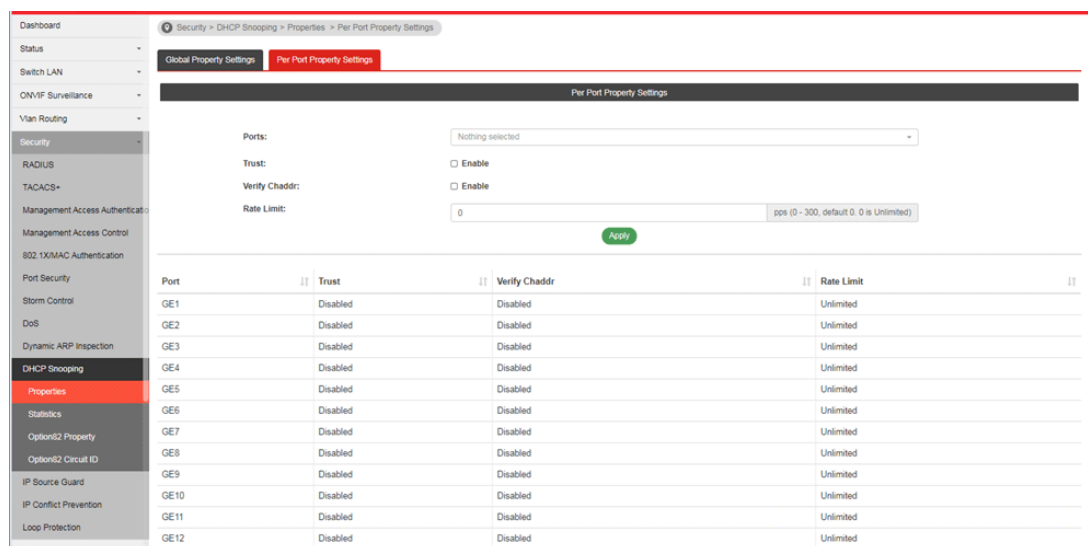 Dashboard
Status
Switch LAN
ONVIF Surveillance
Vlan Routing
Security
RADIUS
TACACS+
Management Access Authenticatio
Management Access Control
802.1X/MAC Authentication
Port Security
Storm Control
DoS
Dynamic ARP Inspection
DHCP Snooping
Properties
Statistics
Option82 Property
Option82 Circuit ID
IP Source Guard
IP Conflict Prevention
Loop Protection
Security > DHCP Snooping > Properties > Per Port Property Settings
Global Property Settings Per Port Property Settings
Per Port Property Settings
Ports: Nothing selected
Trust: Enable
Verify Chaddr: Enable
Rate Limit: 0 pps (0 - 300, default 0. 0 is Unlimited)
Apply
Port Trust Verify Chaddr Rate Limit
GE1 Disabled Disabled Unlimited
GE2 Disabled Disabled Unlimited
GE3 Disabled Disabled Unlimited
GE4 Disabled Disabled Unlimited
GE5 Disabled Disabled Unlimited
GE6 Disabled Disabled Unlimited
GE7 Disabled Disabled Unlimited
GE8 Disabled Disabled Unlimited
GE9 Disabled Disabled Unlimited
GE10 Disabled Disabled Unlimited
GE11 Disabled Disabled Unlimited
GE12 Disabled Disabled Unlimited